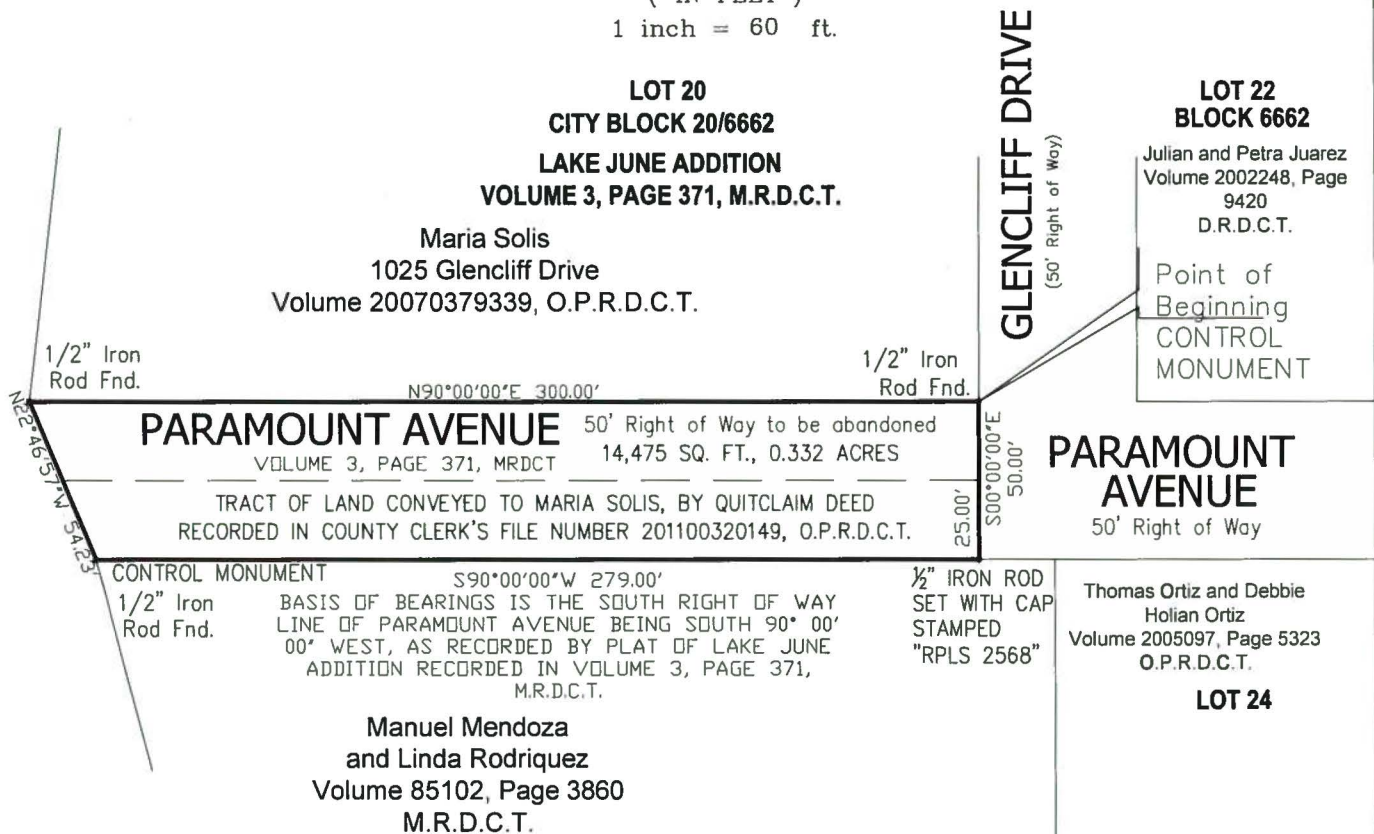 ( IN FEET )
1 inch = 60 ft.
LOT 20
CITY BLOCK 20/6662
LAKE JUNE ADDITION
VOLUME 3, PAGE 371, M.R.D.C.T.
Maria Solis
1025 Glencliff Drive
Volume 20070379339, O.P.R.D.C.T.
GLENCLIFF DRIVE
(50' Right of Way)
LOT 22
BLOCK 6662
Julian and Petra Juarez
Volume 2002248, Page
9420
D.R.D.C.T.
Point of
Beginning
CONTROL
MONUMENT
1/2" Iron
Rod Fnd.
1/2" Iron
Rod Fnd.
N90°00'00"E 300.00'
N22°46'57"W 54.23'
PARAMOUNT AVENUE
VOLUME 3, PAGE 371, MRDCT
50' Right of Way to be abandoned
14,475 SQ. FT., 0.332 ACRES
TRACT OF LAND CONVEYED TO MARIA SOLIS, BY QUITCLAIM DEED
RECORDED IN COUNTY CLERK'S FILE NUMBER 201100320149, O.P.R.D.C.T.
25.00'
S00°00'00"E
50.00'
PARAMOUNT
AVENUE
50' Right of Way
CONTROL MONUMENT
1/2" Iron
Rod Fnd.
S90°00'00"W 279.00'
BASIS OF BEARINGS IS THE SOUTH RIGHT OF WAY
LINE OF PARAMOUNT AVENUE BEING SOUTH 90° 00'
00" WEST, AS RECORDED BY PLAT OF LAKE JUNE
ADDITION RECORDED IN VOLUME 3, PAGE 371,
M.R.D.C.T.
½" IRON ROD
SET WITH CAP
STAMPED
"RPLS 2568"
Thomas Ortiz and Debbie
Holian Ortiz
Volume 2005097, Page 5323
O.P.R.D.C.T.
LOT 24
Manuel Mendoza
and Linda Rodriquez
Volume 85102, Page 3860
M.R.D.C.T.